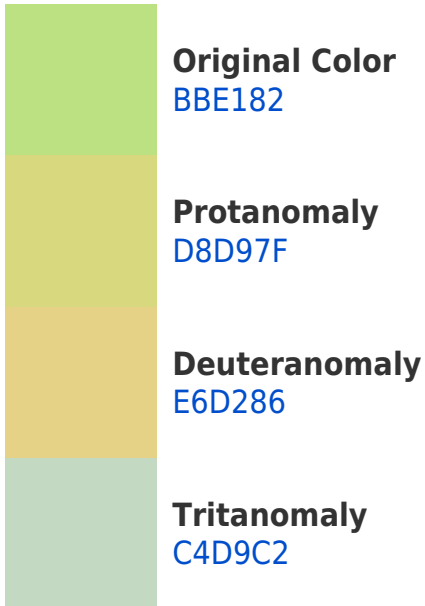 Original Color
BBE182
Protanomaly
D8D97F
Deuteranomaly
E6D286
Tritanomaly
C4D9C2